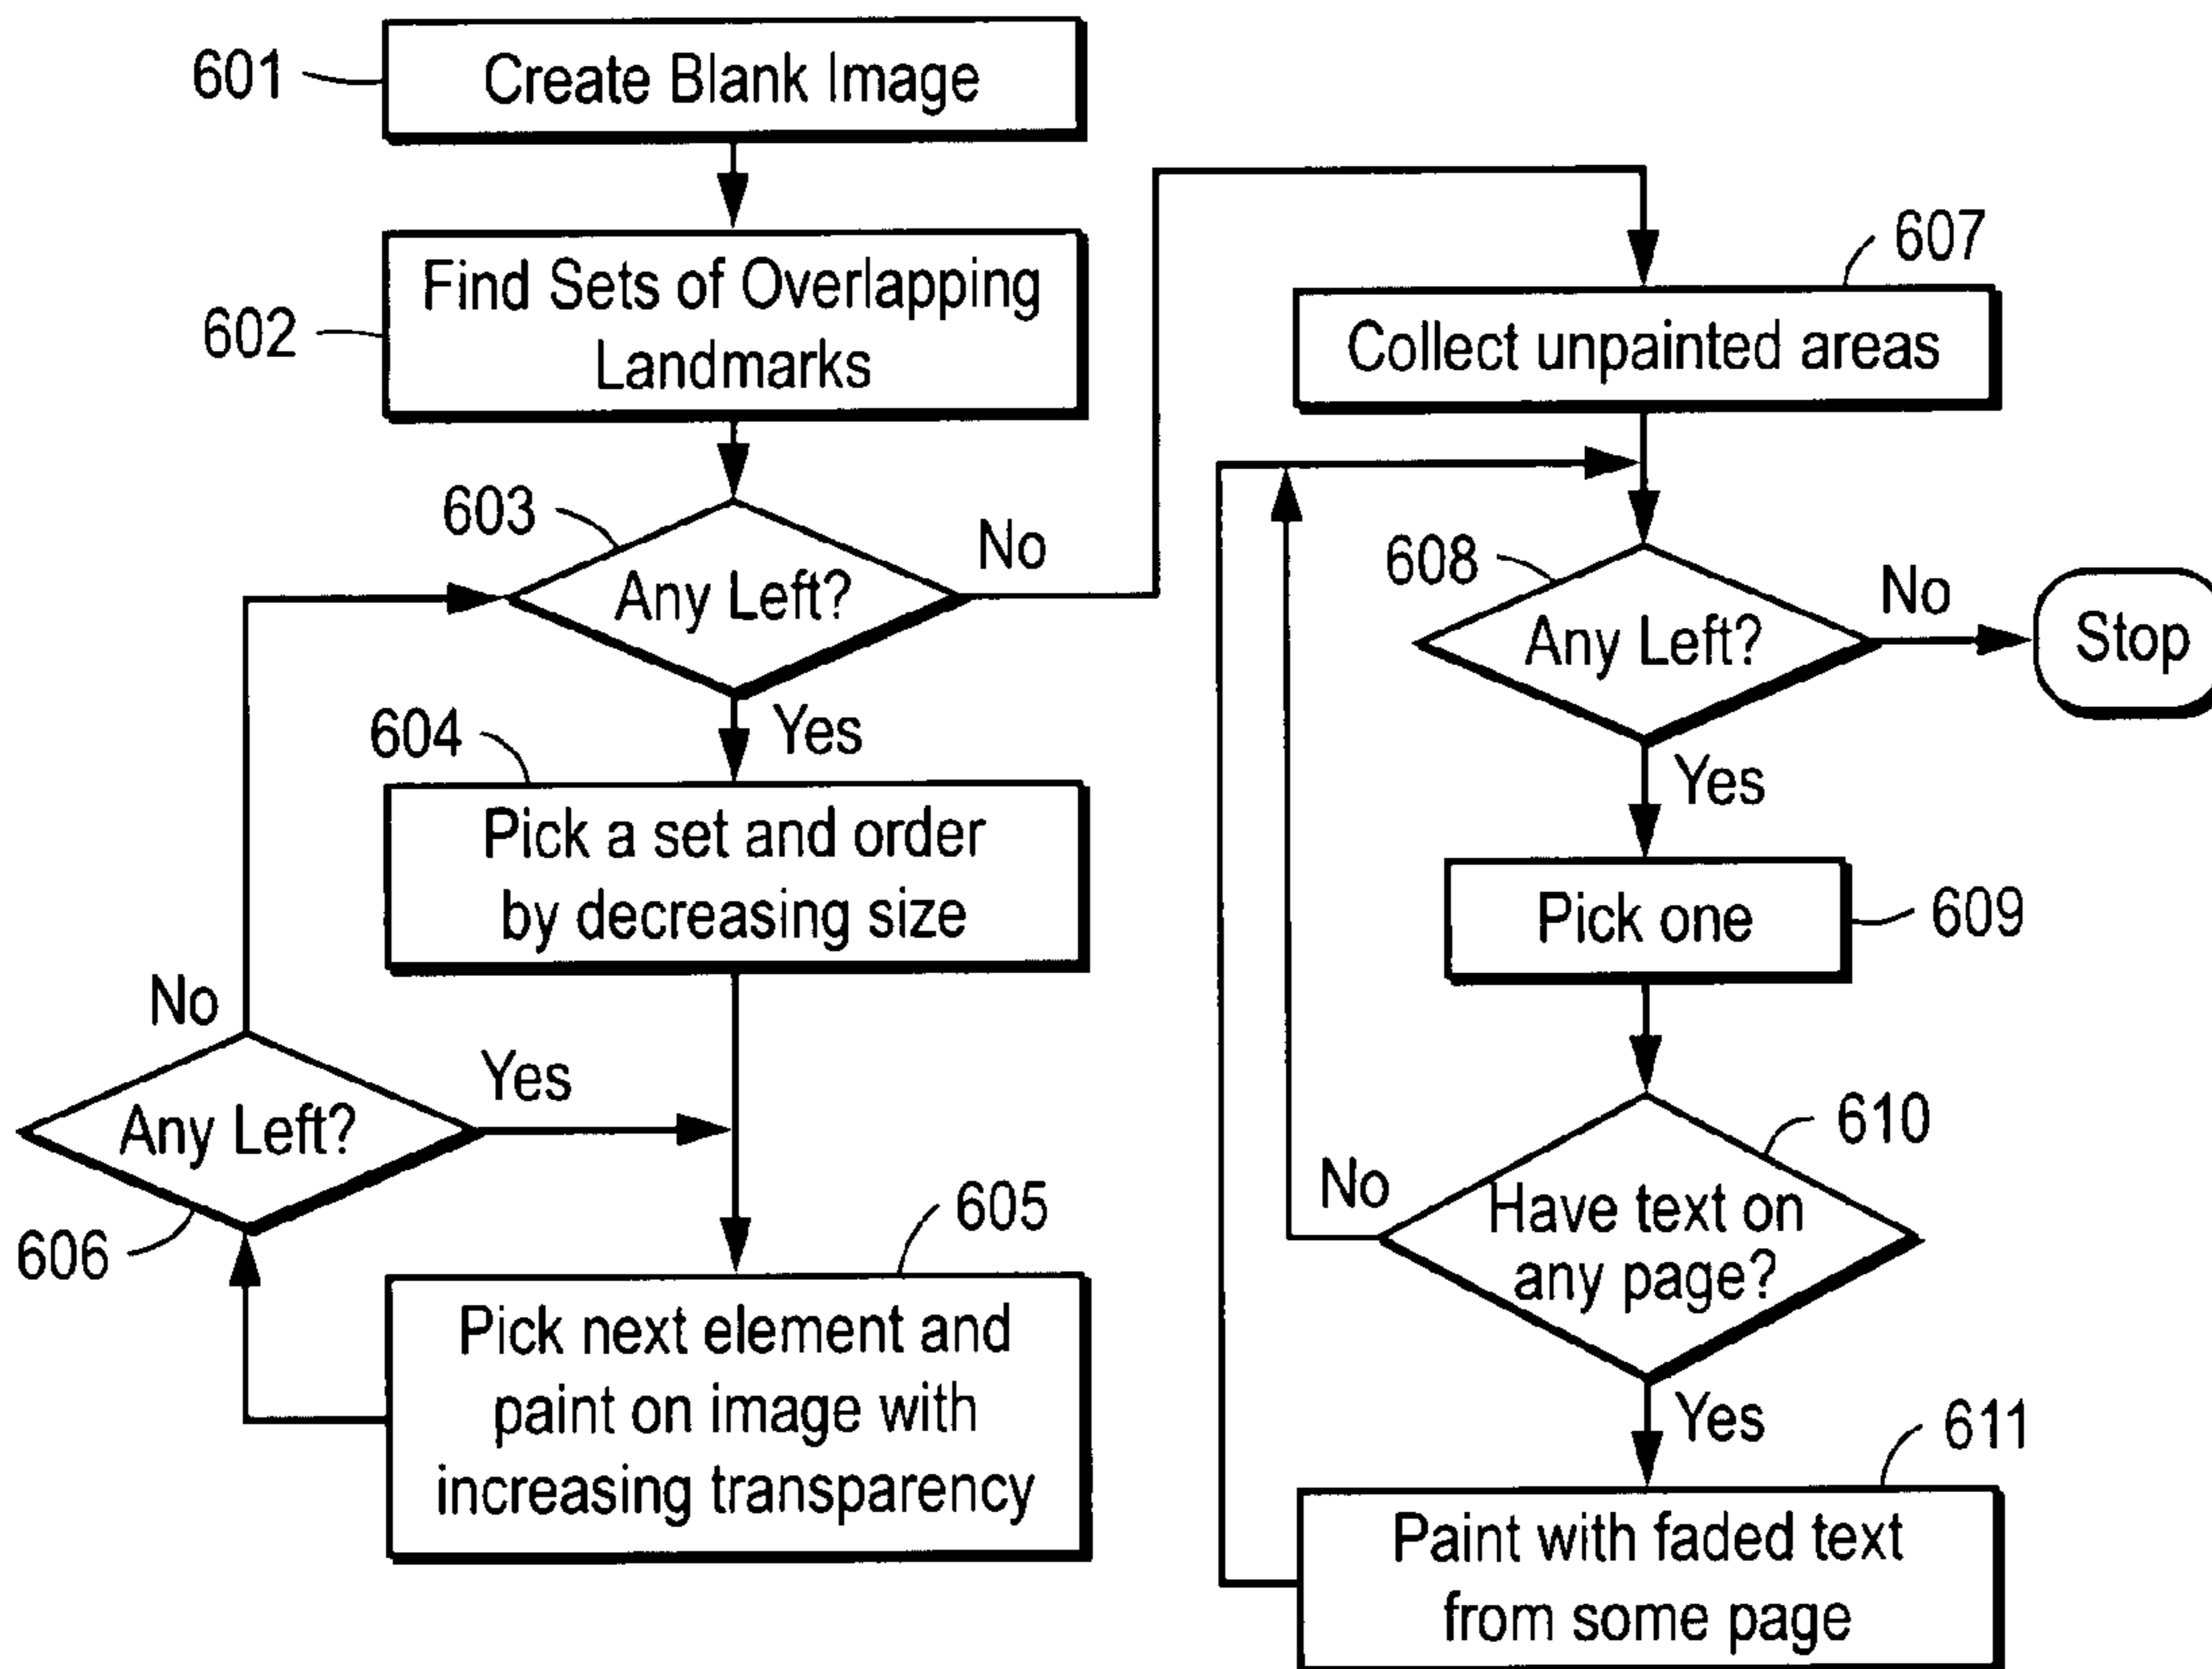 601
Create Blank Image
602
Find Sets of Overlapping
Landmarks
603
Any Left?
No
Yes
604
Pick a set and order
by decreasing size
No
Any Left?
Yes
606
605
Pick next element and
paint on image with
increasing transparency
607
Collect unpainted areas
608
Any Left?
No
Stop
Yes
Pick one
609
610
No
Have text on
any page?
Yes
611
Paint with faded text
from some page